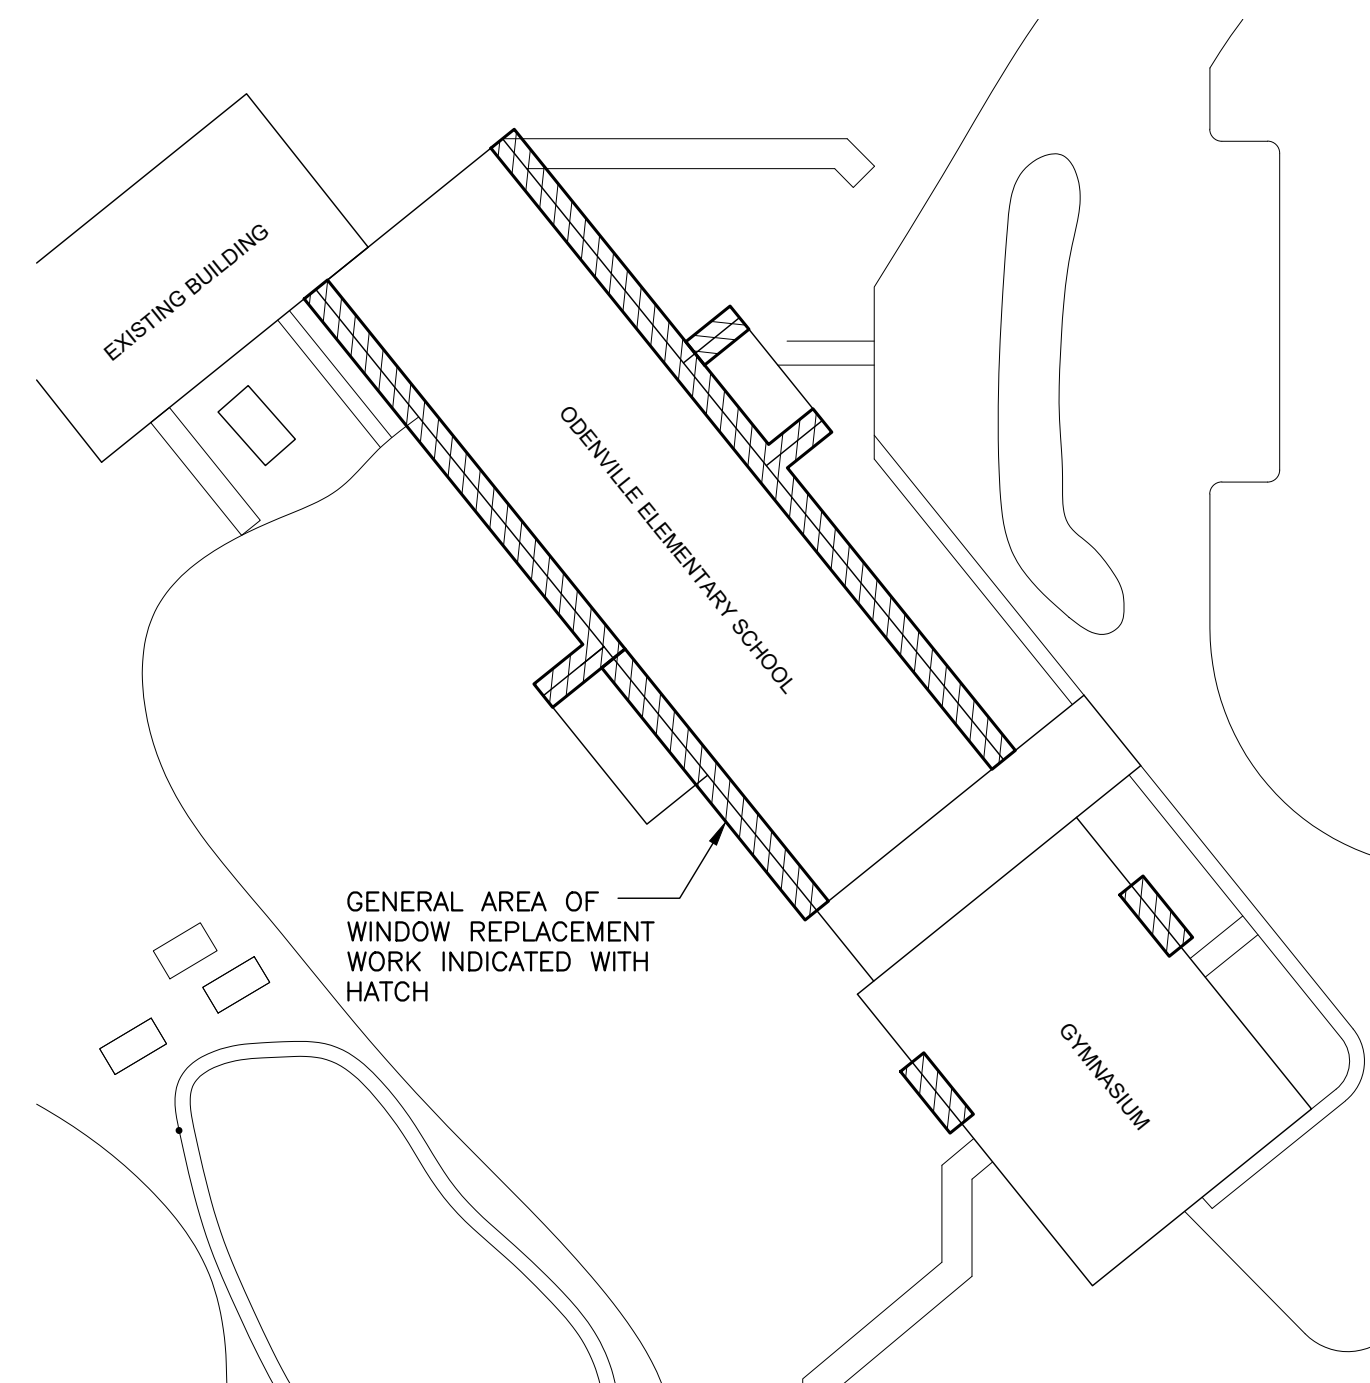 EXISTING BUILDING
ODENVILLE ELEMENTARY SCHOOL
GENERAL AREA OF
WINDOW REPLACEMENT
WORK INDICATED WITH
HATCH
GYMNASIUM